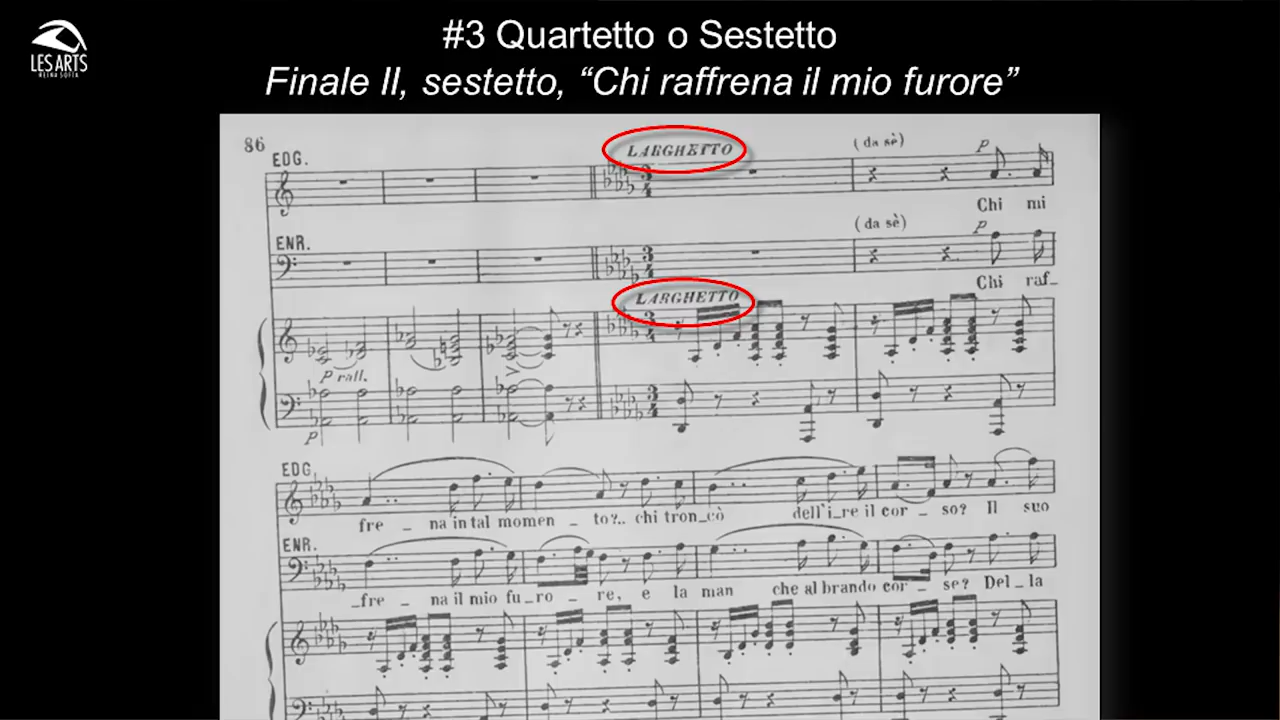 LES ARTS
REINA SOFIA
#3 Quartetto o Sestetto
Finale II, sestetto, “Chi raffrena il mio furore”
86
EDG.
LARGHETTO
(da sè)
p
Chi mi
ENR.
(da sè)
p
Chi raf_
LARGHETTO
P rall.
P
EDG.
fre _ na in tal momen _ to?.. chi tron_cò dell'i_re il cor _ so? Il suo
ENR.
_fre _ na il mio fu_ro _ re, e la man che al brando cor _ se? Del_la